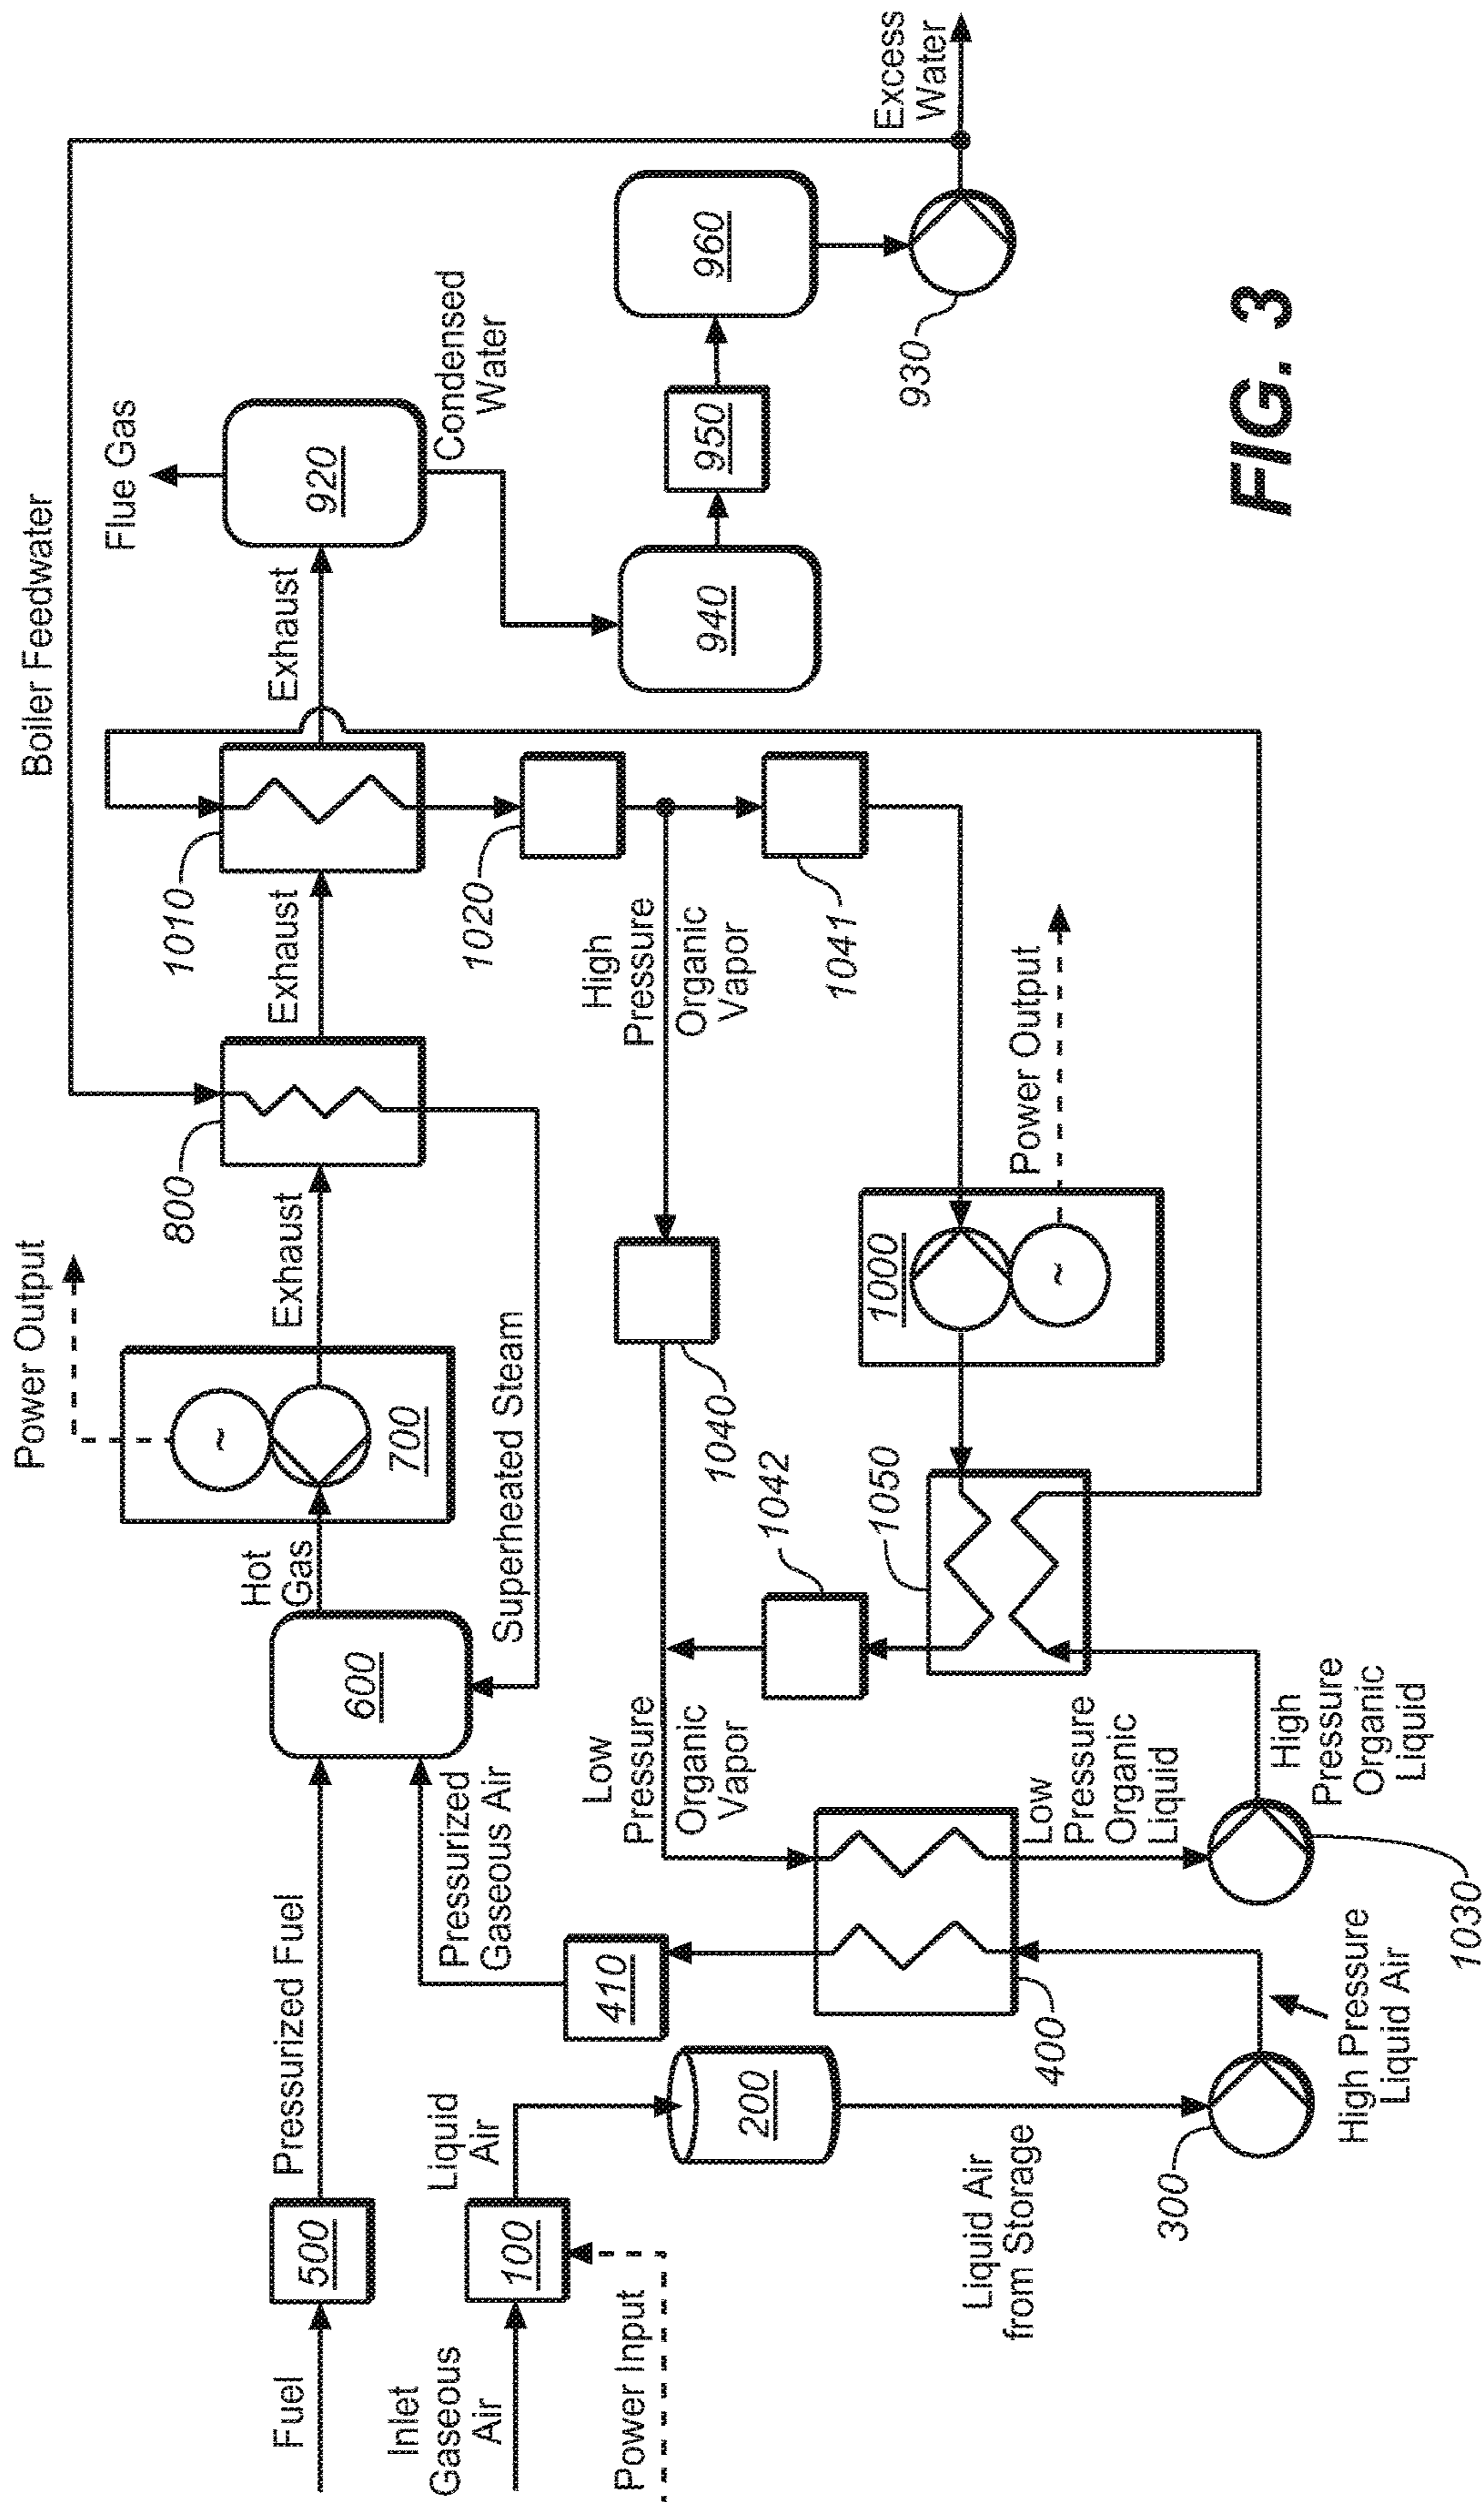 Fuel
500
Pressurized Fuel
Inlet
Gaseous
Air
100
Liquid
Air
Power Input
200
Liquid Air
from Storage
300
High Pressure
Liquid Air
400
410
Pressurized
Gaseous Air
600
Hot
Gas
700
Power Output
Exhaust
Superheated Steam
800
Exhaust
1010
Exhaust
Boiler Feedwater
920
Flue Gas
Condensed
Water
940
950
960
930
Excess
Water
1020
High
Pressure
Organic
Vapor
1041
1040
1000
Power Output
1042
1050
Low
Pressure
Organic
Vapor
Low
Pressure
Organic
Liquid
1030
High
Pressure
Organic
Liquid
~
~
FIG. 3